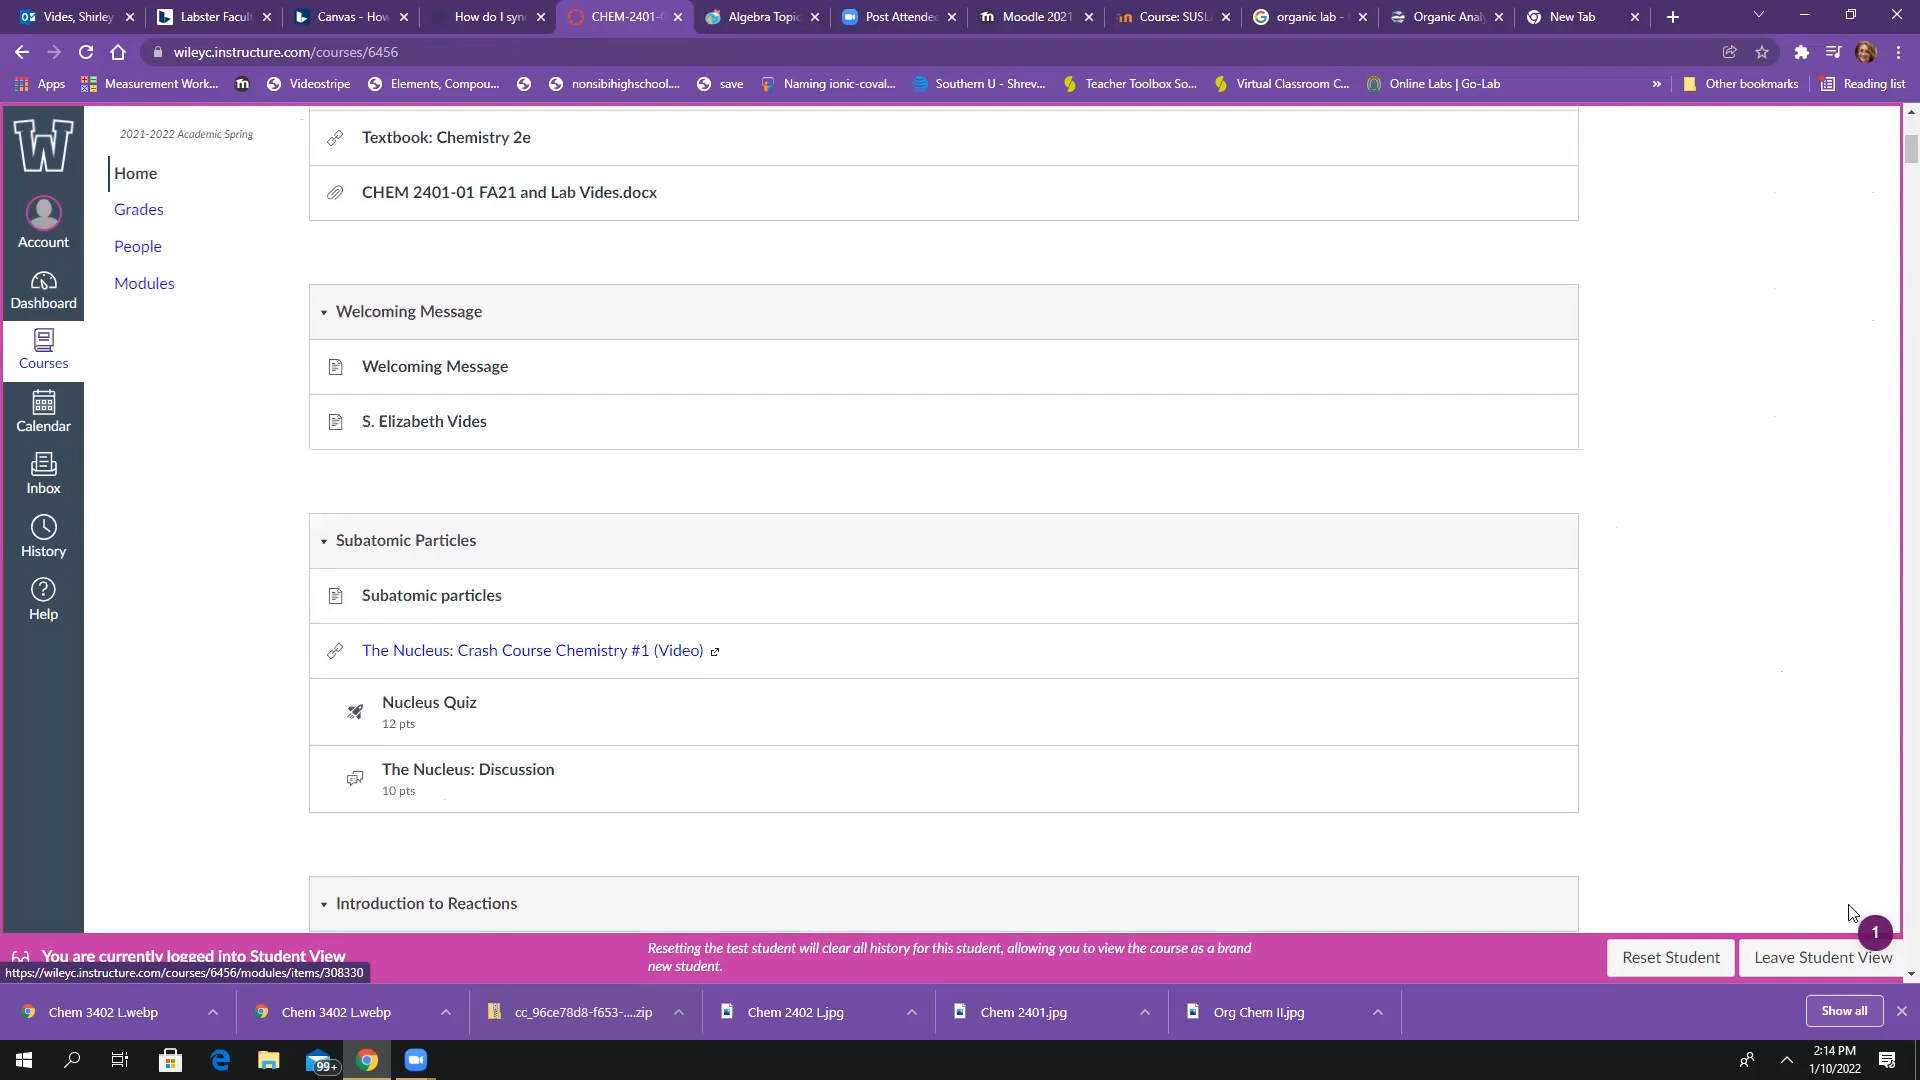 Vides, Shirley
Labster Facult
Canvas - How
How do I syn
CHEM-2401-
Algebra Topic
Post Attendee
Moodle 2021
Course: SUSLA
organic lab -
Organic Anal
New Tab
wileyc.instructure.com/courses/6456
Apps
Measurement Work...
Videostripe
Elements, Compou...
nonsibihighschool....
save
Naming ionic-coval...
Southern U - Shrev...
Teacher Toolbox So...
Virtual Classroom C...
Online Labs | Go-Lab
»
Other bookmarks
Reading list
W
Account
Dashboard
Courses
Calendar
Inbox
History
Help
2021-2022 Academic Spring
Home
Grades
People
Modules
Textbook: Chemistry 2e
CHEM 2401-01 FA21 and Lab Vides.docx
Welcoming Message
Welcoming Message
S. Elizabeth Vides
Subatomic Particles
Subatomic particles
The Nucleus: Crash Course Chemistry #1 (Video)
Nucleus Quiz
12 pts
The Nucleus: Discussion
10 pts
Introduction to Reactions
1
You are currently logged into Student View
https://wileyc.instructure.com/courses/6456/modules/items/308330
Resetting the test student will clear all history for this student, allowing you to view the course as a brand
new student.
Reset Student
Leave Student View
Chem 3402 L.webp
Chem 3402 L.webp
cc_96ce78d8-f653-....zip
Chem 2402 L.jpg
Chem 2401.jpg
Org Chem II.jpg
Show all
99+
2:14 PM
1/10/2022